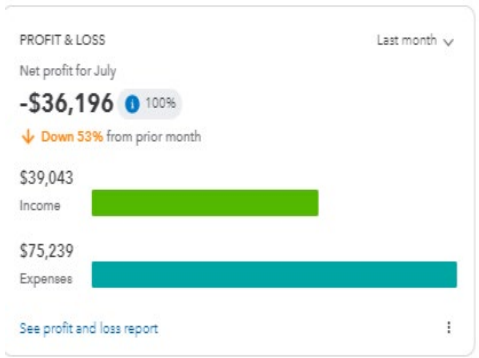 PROFIT & LOSS
Last month
Net profit for July
-$36,196 i 100%
Down 53% from prior month
$39,043
Income
$75,239
Expenses
See profit and loss report